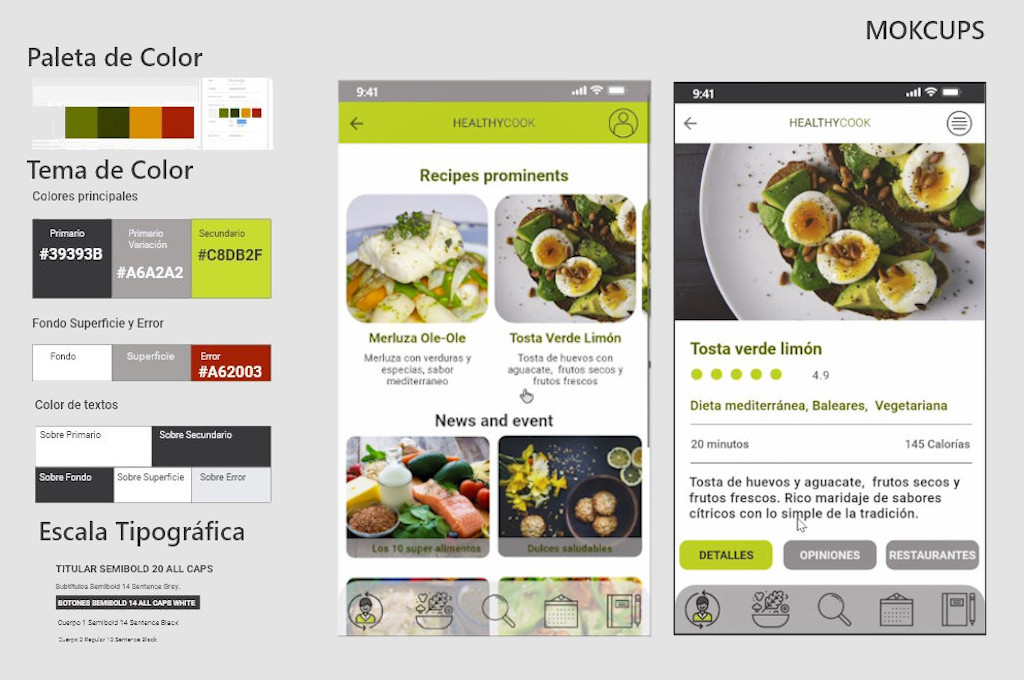 MOKCUPS
Paleta de Color
Tema de Color
Colores principales
Primario
#39393B
Primario
Variación
#A6A2A2
Secundario
#C8DB2F
Fondo Superficie y Error
Fondo
Superficie
Error
#A62003
Color de textos
Sobre Primario
Sobre Secundario
Sobre Fondo
Sobre Superficie
Sobre Error
Escala Tipográfica
TITULAR SEMIBOLD 20 ALL CAPS
Subtítulos Semibold 14 Sentence Grey.
BOTONES SEMIBOLD 14 ALL CAPS WHITE
Cuerpo 1 Semibold 14 Sentence Black
Cuerpo 2 Regular 12 Sentence Black
9:41
HEALTHYCOOK
Recipes prominents
Merluza Ole-Ole
Merluza con verduras y
especias, sabor
mediterraneo
Tosta Verde Limón
Tosta de huevos con
aguacate, frutos secos y
frutos frescos
News and event
Los 10 super alimentos
Dulces saludables
9:41
HEALTHYCOOK
Tosta verde limón
4.9
Dieta mediterránea, Baleares, Vegetariana
20 minutos
145 Calorías
Tosta de huevos y aguacate, frutos secos y
frutos frescos. Rico maridaje de sabores
cítricos con lo simple de la tradición.
DETALLES
OPINIONES
RESTAURANTES